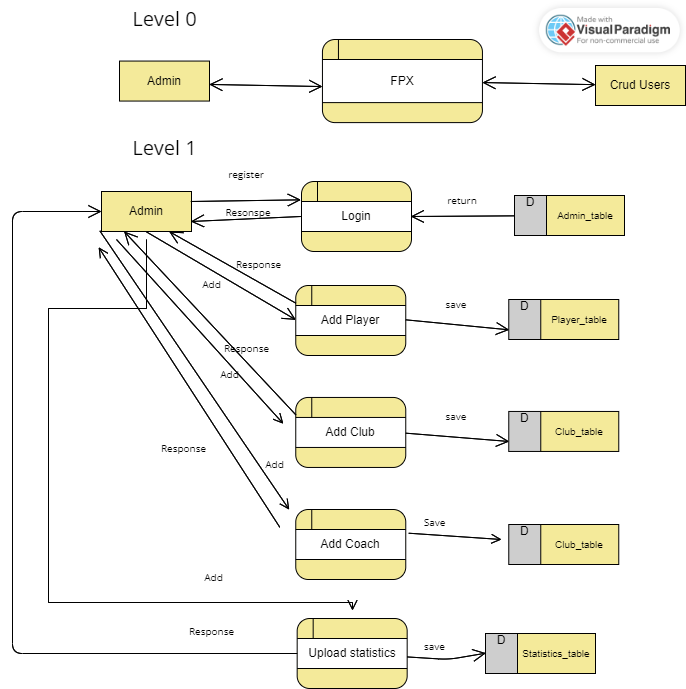 Level 0
Made with
VisualParadigm
For non-commercial use
Admin
FPX
Crud Users
Level 1
register
Admin
Resonspe
Login
return
D
Admin_table
Response
Add
Add Player
save
D
Player_table
Response
Add
Add Club
save
D
Club_table
Response
Add
Add Coach
Save
D
Club_table
Add
Response
Upload statistics
save
D
Statistics_table